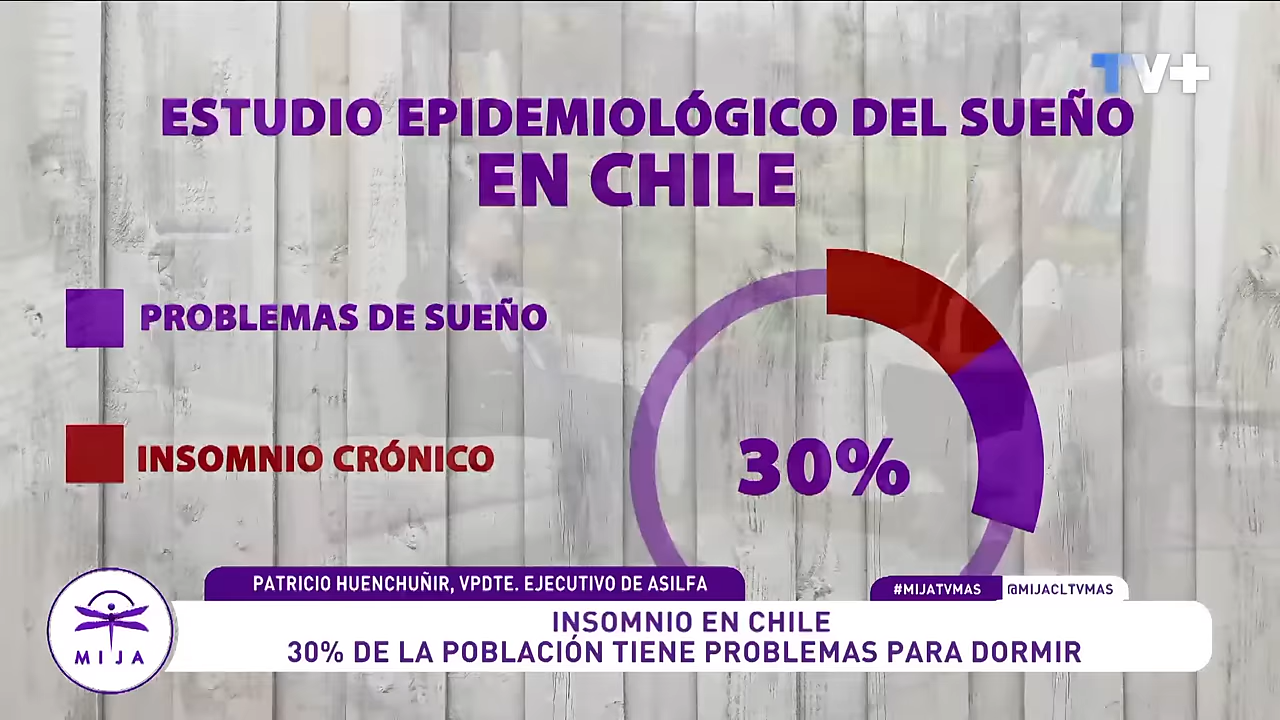 TV+
ESTUDIO EPIDEMIOLÓGICO DEL SUEÑO
EN CHILE
PROBLEMAS DE SUEÑO
INSOMNIO CRÓNICO
30%
PATRICIO HUENCHUÑIR, VPDTE. EJECUTIVO DE ASILFA
#MIJATVMAS @MIJACLTVMAS
INSOMNIO EN CHILE
30% DE LA POBLACIÓN TIENE PROBLEMAS PARA DORMIR
MIJA